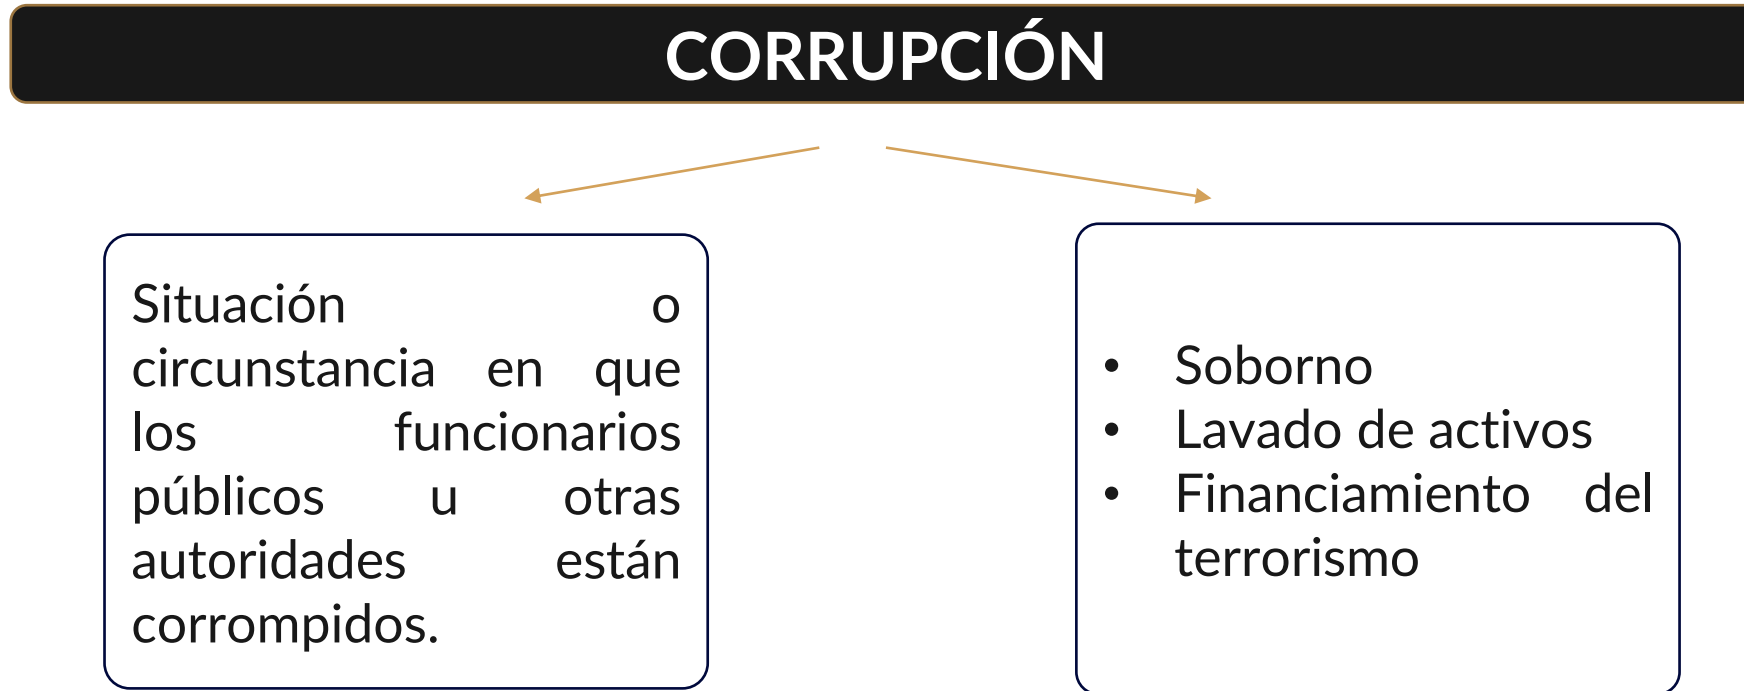 CORRUPCIÓN
Situación o
circunstancia en que
los funcionarios
públicos u otras
autoridades están
corrompidos.
• Soborno
• Lavado de activos
• Financiamiento del
terrorismo